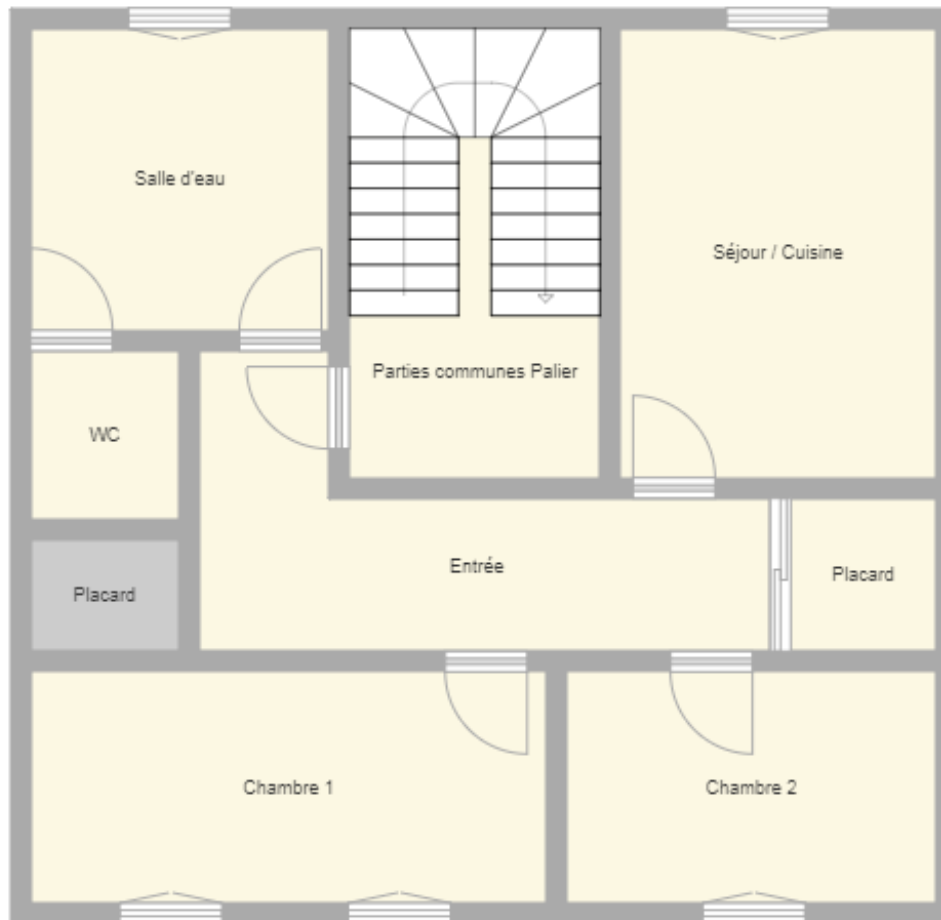 Salle d'eau
Séjour / Cuisine
Parties communes Palier
WC
Entrée
Placard
Placard
Chambre 1
Chambre 2